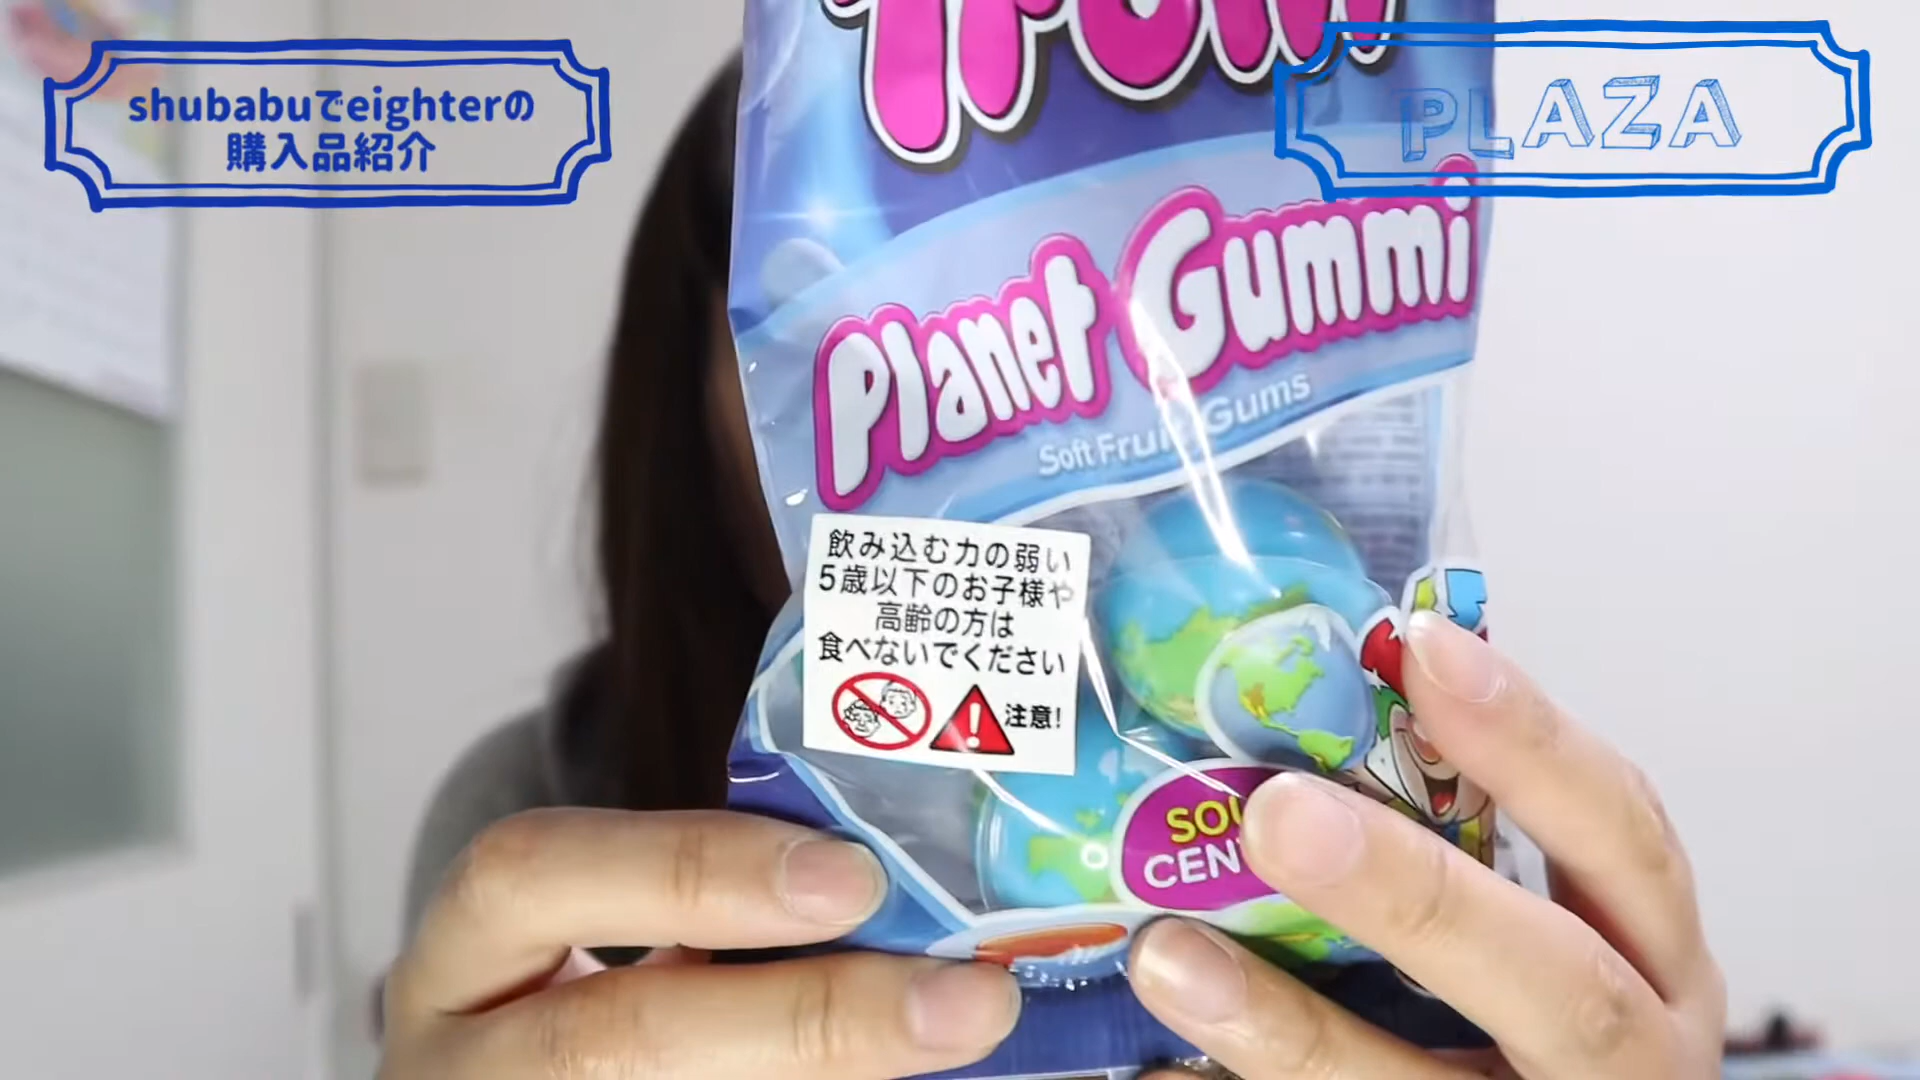 shubabuでeighterの
購入品紹介
PLAZA
Planet Gummi
Soft Fruit Gums
飲み込む力の弱い
5歳以下のお子様や
高齢の方は
食べないでください
注意!